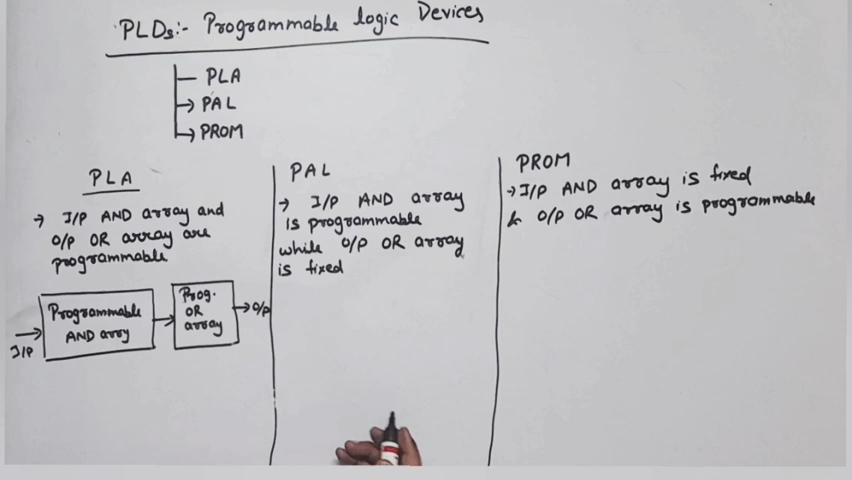 PLDs:- Programmable logic Devices
PLA
PAL
PROM
PLA
→ I/P AND array and
O/P OR array are
programmable
I/P
Programmable
AND arry
Prog.
OR
array
O/P
PAL
→ I/P AND array
is programmable
while O/P OR array
is fixed
PROM
→ I/P AND array is fixed
& O/P OR array is programmable